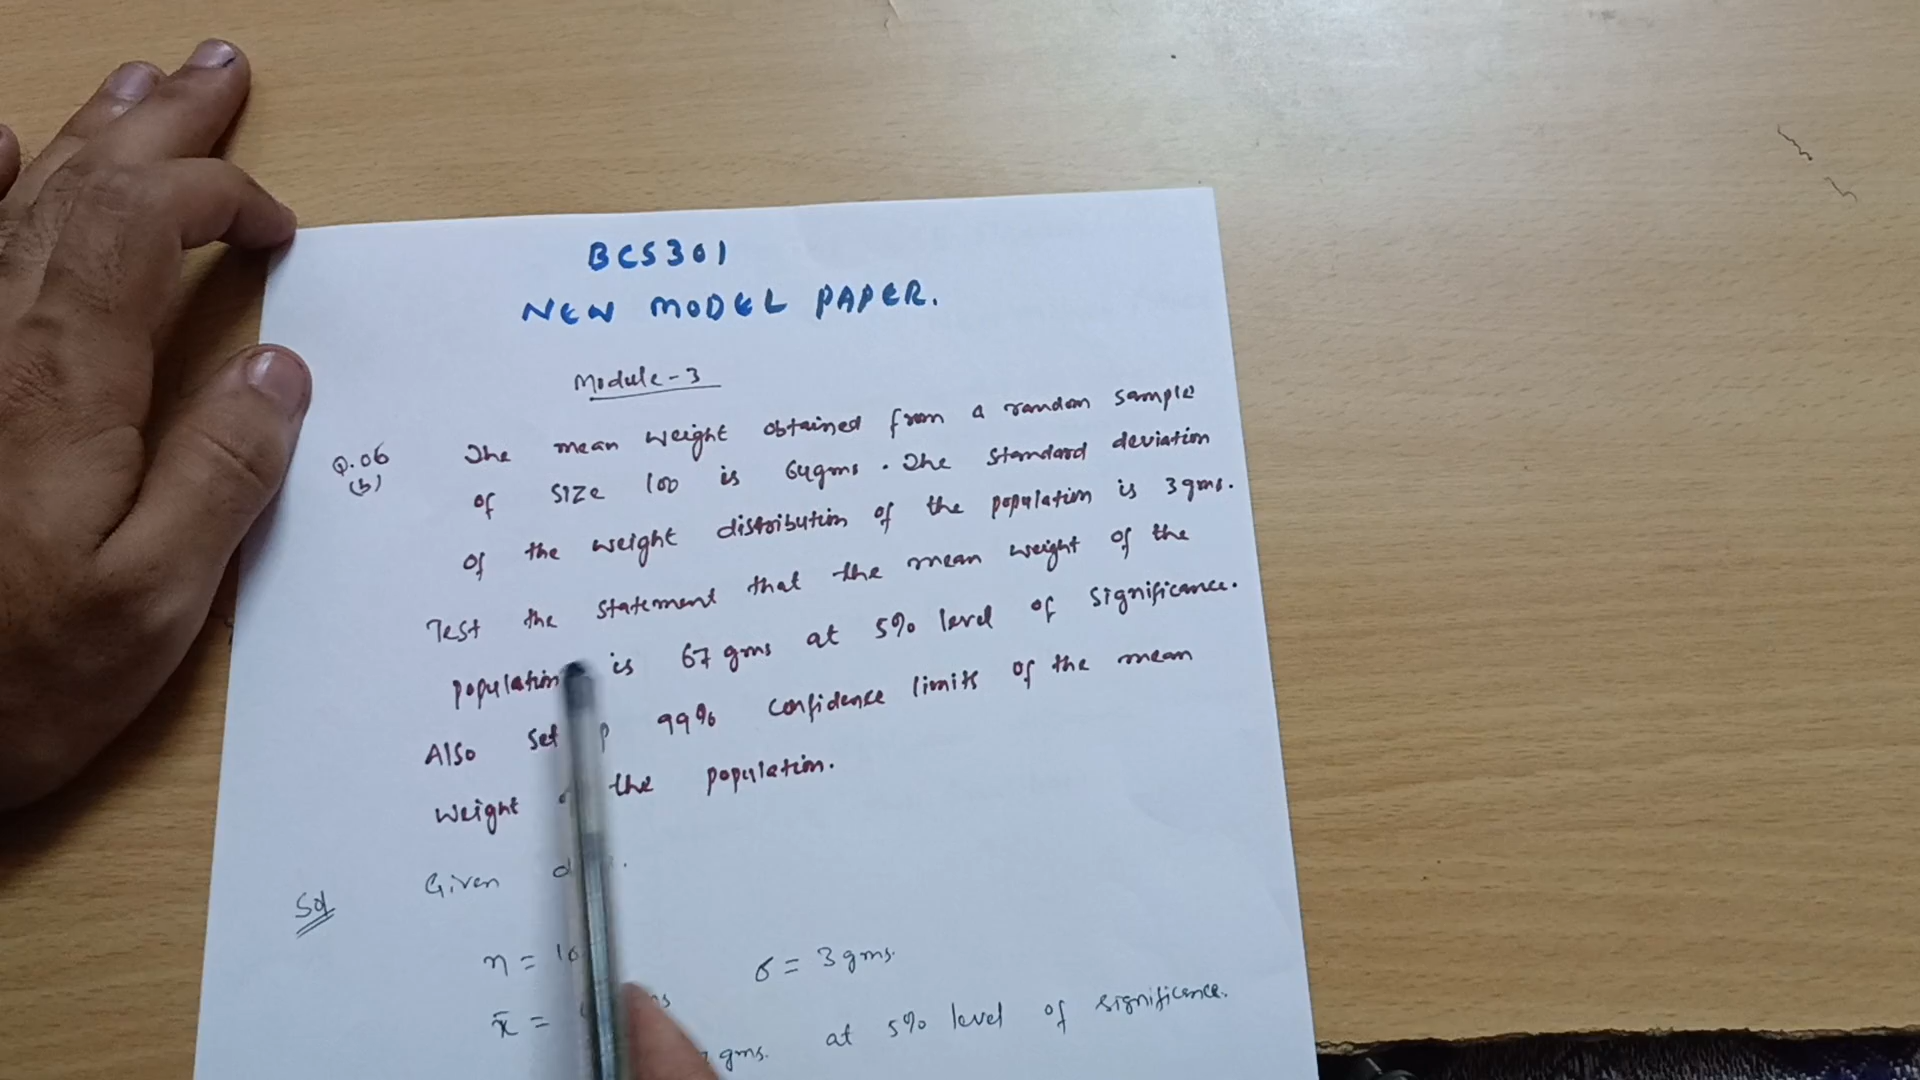 BCS301
NEW MODEL PAPER.
Module-3
Q.06 The mean weight obtained from a random sample
(b) of size 100 is 64gms. The standard deviation
of the weight distribution of the population is 3gms.
Test the statement that the mean weight of the
population is 67 gms at 5% level of significance.
Also set 99% confidence limits of the mean
weight the population.
Sol Given
n = σ = 3gms.
x̄ =
gms. at 5% level of significance.